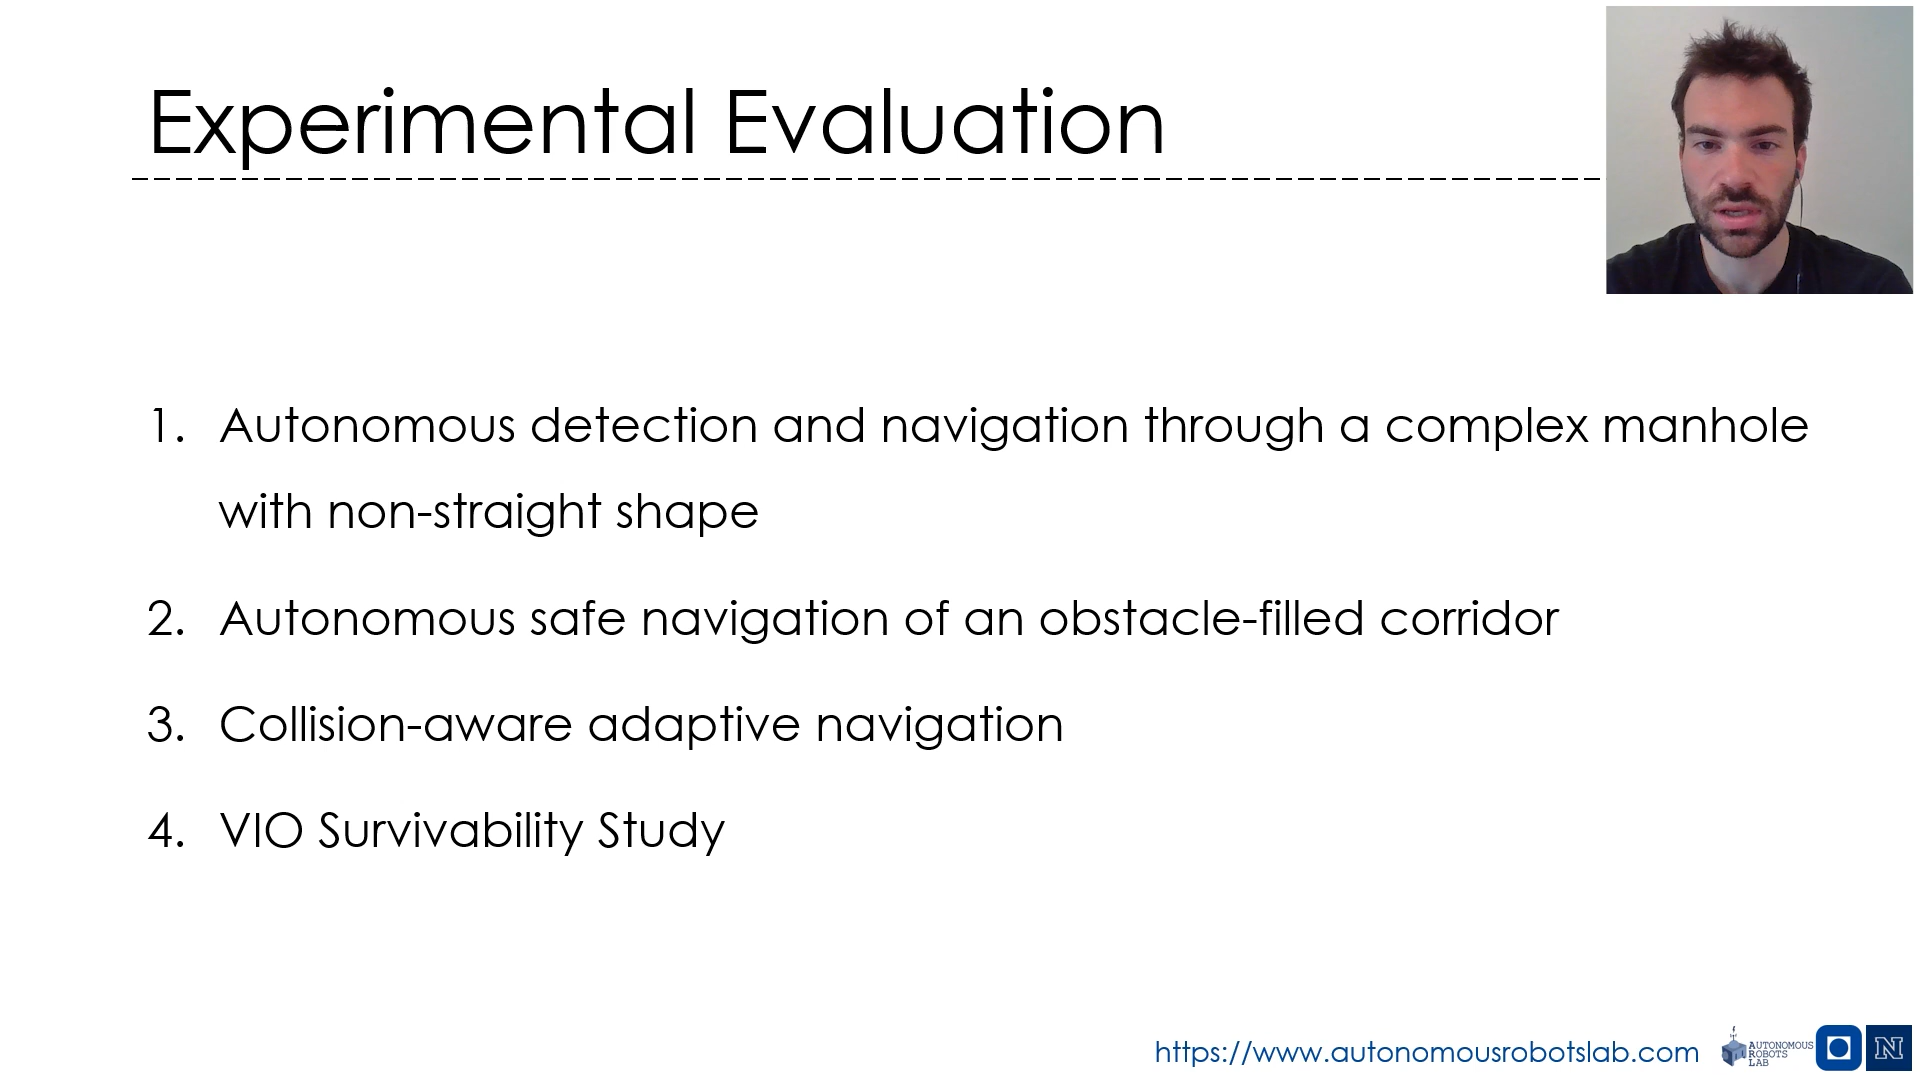 Experimental Evaluation
1. Autonomous detection and navigation through a complex manhole
with non-straight shape
2. Autonomous safe navigation of an obstacle-filled corridor
3. Collision-aware adaptive navigation
4. VIO Survivability Study
https://www.autonomousrobotslab.com
AUTONOMOUS
ROBOTS
LAB
N